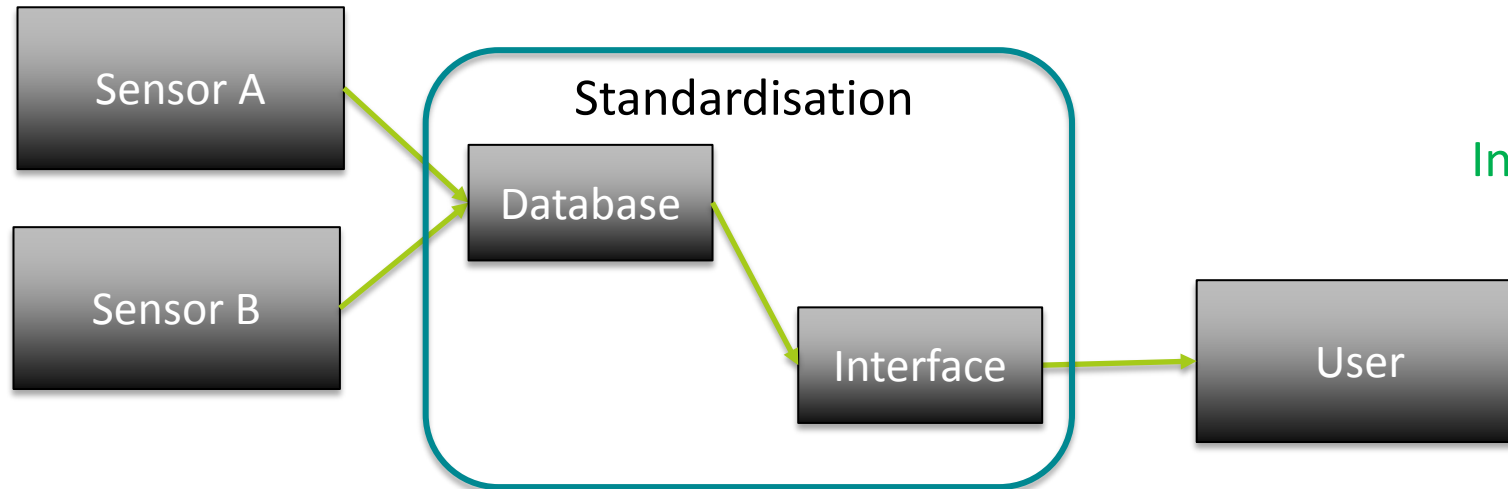 Sensor A
Standardisation
Database
In
Sensor B
Interface
User